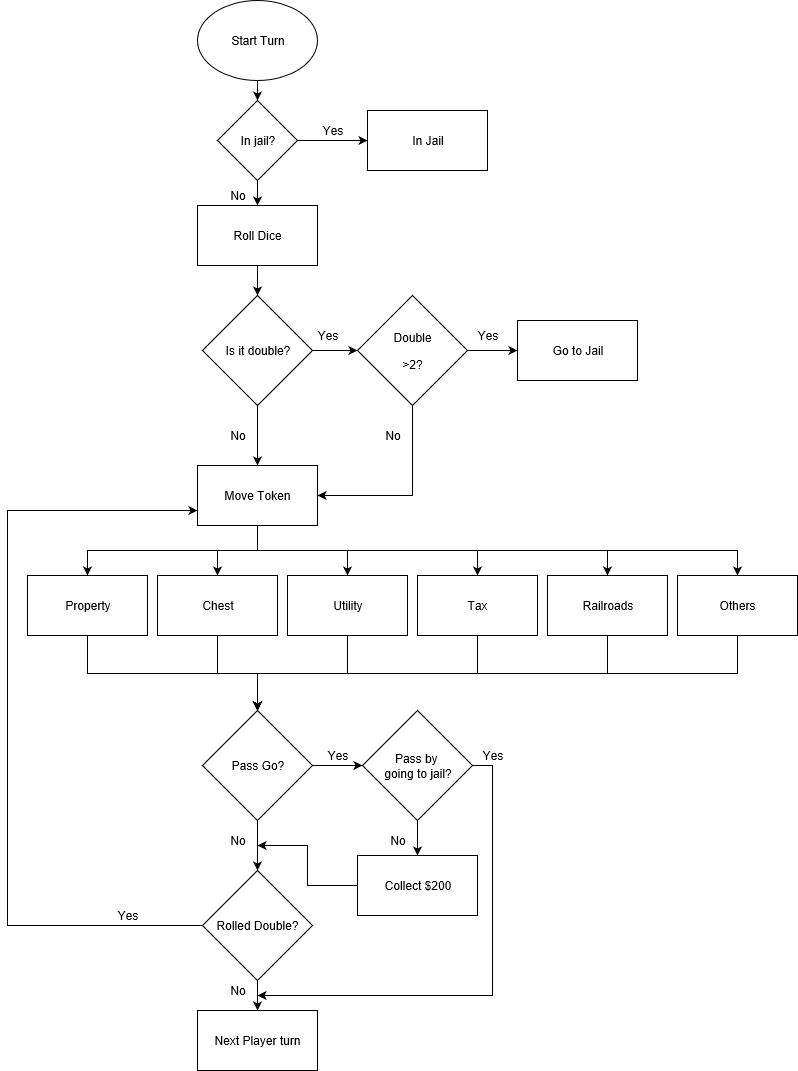 Start Turn
In jail?
Yes
In Jail
No
Roll Dice
Is it double?
Yes
Double
>2?
Yes
Go to Jail
No
No
Move Token
Property
Chest
Utility
Tax
Railroads
Others
Pass Go?
Yes
Pass by
going to jail?
Yes
No
No
Collect $200
Rolled Double?
Yes
No
Next Player turn